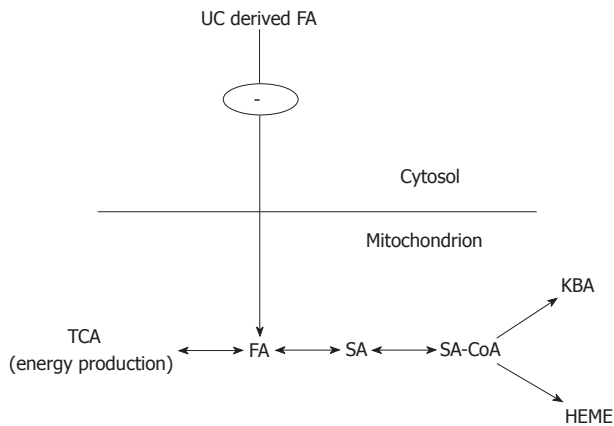 UC derived FA
-
Cytosol
Mitochondrion
KBA
TCA
(energy production)
FA
SA
SA-CoA
HEME